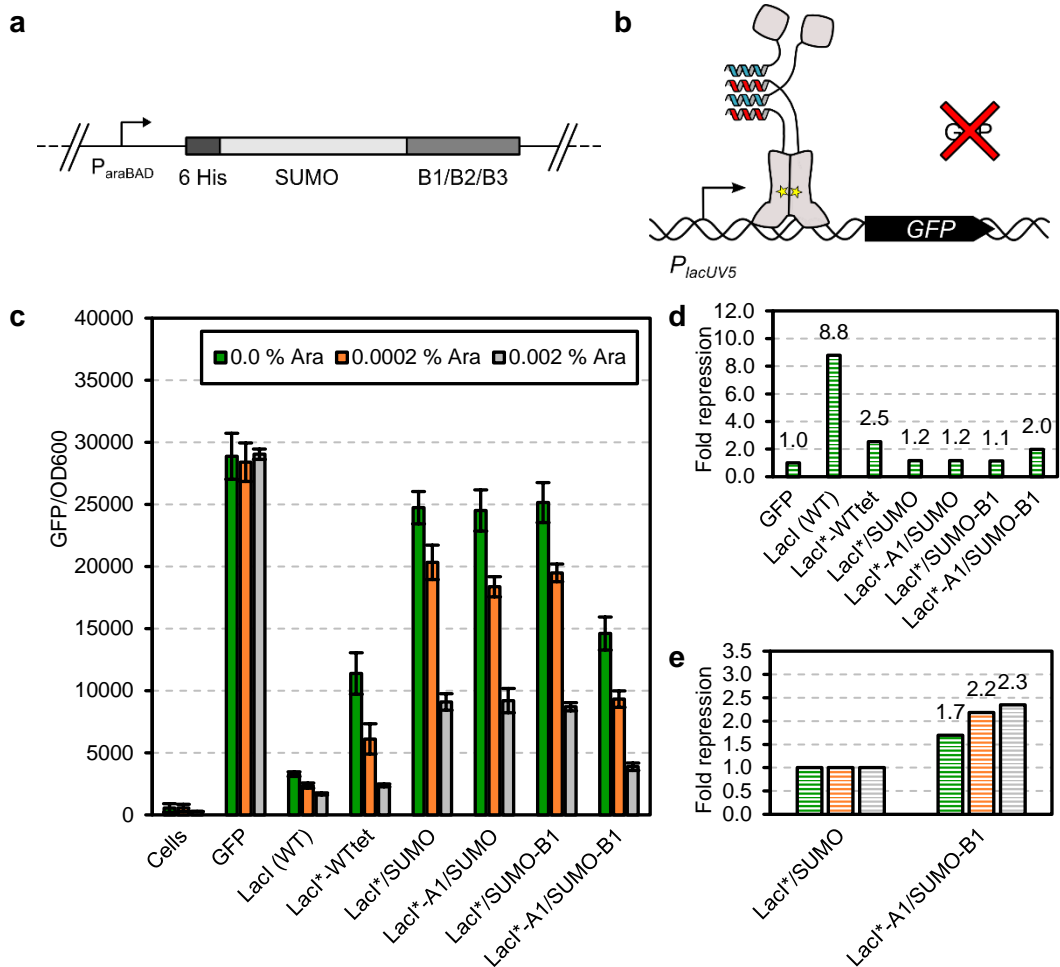 a
P_araBAD
6 His
SUMO
B1/B2/B3
b
GFP
GFP
P_lacUV5
c
GFP/OD600
40000
35000
30000
25000
20000
15000
10000
5000
0
0.0 % Ara
0.0002 % Ara
0.002 % Ara
Cells
GFP
LacI (WT)
LacI*-WTtet
LacI*/SUMO
LacI*-A1/SUMO
LacI*/SUMO-B1
LacI*-A1/SUMO-B1
d
Fold repression
12.0
10.0
8.0
6.0
4.0
2.0
0.0
1.0
8.8
2.5
1.2
1.2
1.1
2.0
GFP
LacI (WT)
LacI*-WTtet
LacI*/SUMO
LacI*-A1/SUMO
LacI*/SUMO-B1
LacI*-A1/SUMO-B1
e
Fold repression
3.5
3.0
2.5
2.0
1.5
1.0
0.5
0.0
1.7
2.2
2.3
LacI*/SUMO
LacI*-A1/SUMO-B1